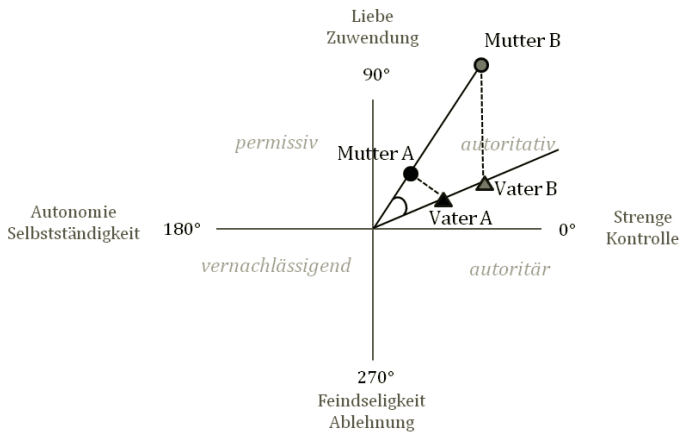 Liebe
Zuwendung
Mutter B
90°
permissiv
autoritativ
Mutter A
Vater B
Vater A
Autonomie
Selbstständigkeit
180°
0°
Strenge
Kontrolle
vernachlässigend
autoritär
270°
Feindseligkeit
Ablehnung